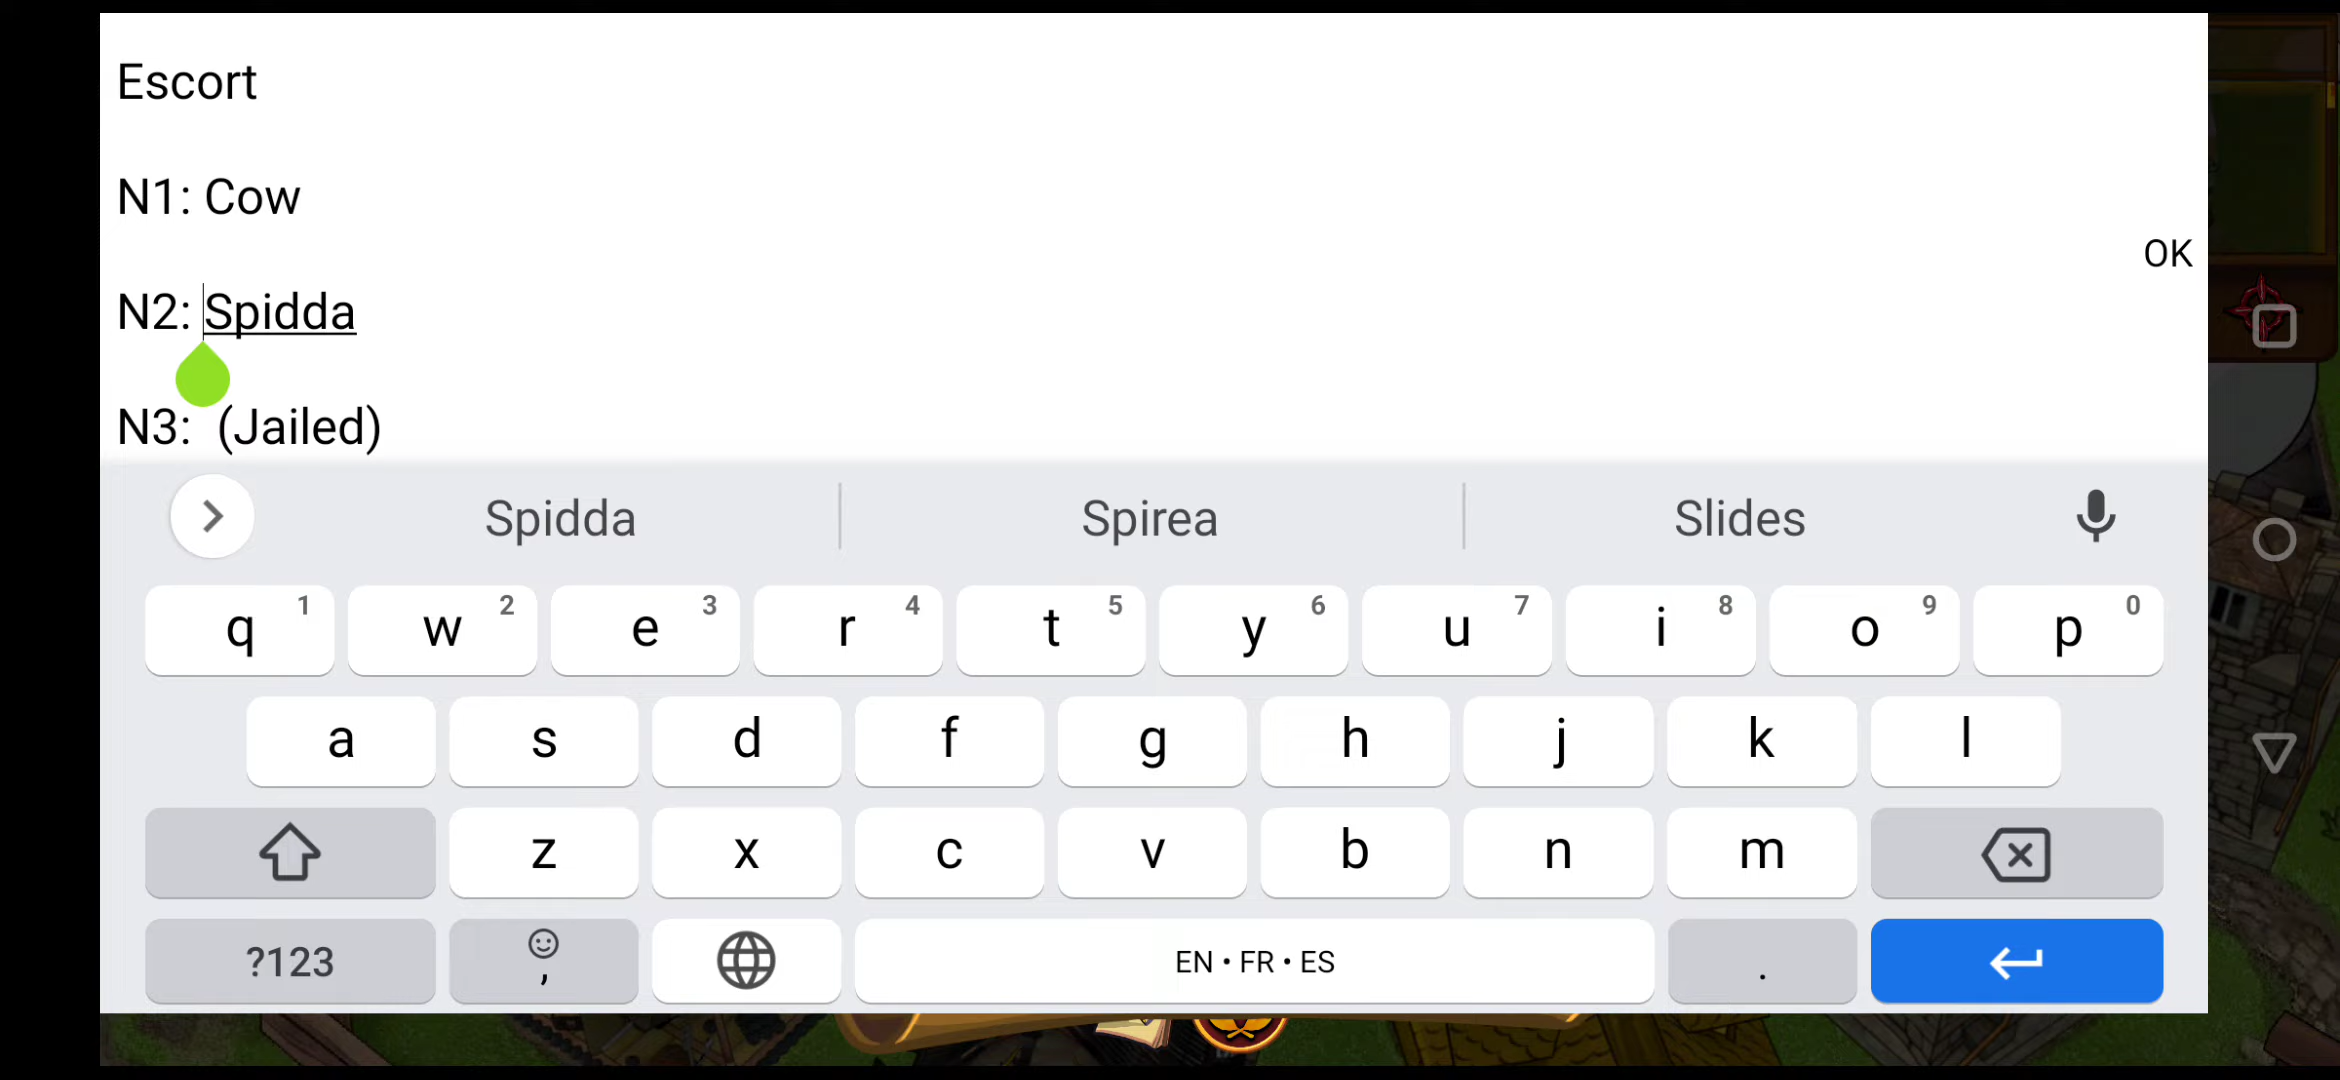 Escort
N1: Cow
OK
N2: Spidda
N3:  (Jailed)
Spidda
Spirea
Slides
q 1 w 2 e 3 r 4 t 5 y 6 u 7 i 8 o 9 p 0
a s d f g h j k l
z x c v b n m
?123 , EN • FR • ES .